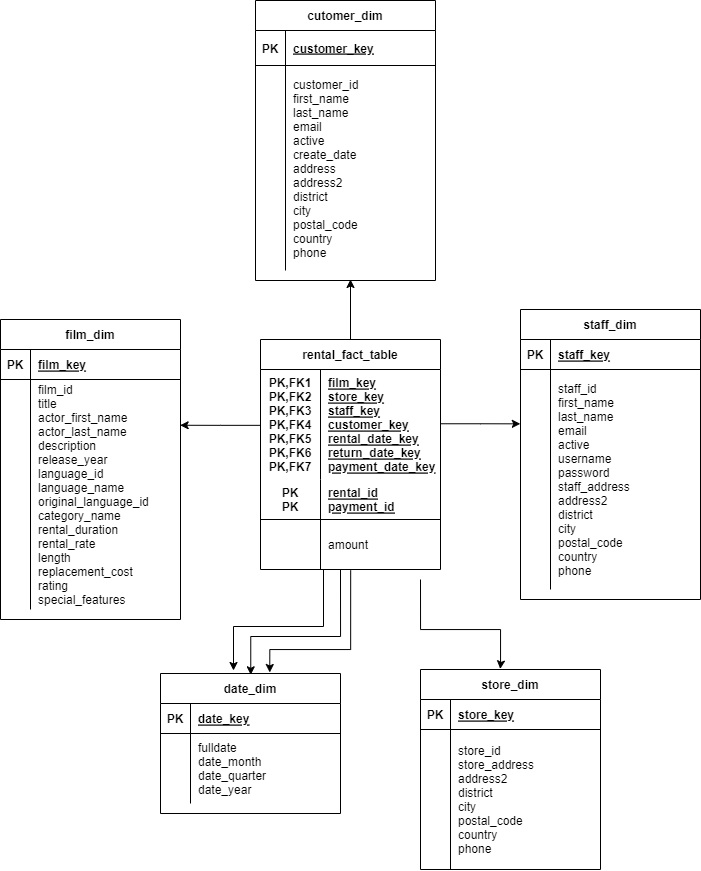 cutomer_dim
PK customer_key
customer_id
first_name
last_name
email
active
create_date
address
address2
district
city
postal_code
country
phone
film_dim
PK film_key
film_id
title
actor_first_name
actor_last_name
description
release_year
language_id
language_name
original_language_id
category_name
rental_duration
rental_rate
length
replacement_cost
rating
special_features
rental_fact_table
PK,FK1 film_key
PK,FK2 store_key
PK,FK3 staff_key
PK,FK4 customer_key
PK,FK5 rental_date_key
PK,FK6 return_date_key
PK,FK7 payment_date_key
PK rental_id
PK payment_id
amount
staff_dim
PK staff_key
staff_id
first_name
last_name
email
active
username
password
staff_address
address2
district
city
postal_code
country
phone
date_dim
PK date_key
fulldate
date_month
date_quarter
date_year
store_dim
PK store_key
store_id
store_address
address2
district
city
postal_code
country
phone